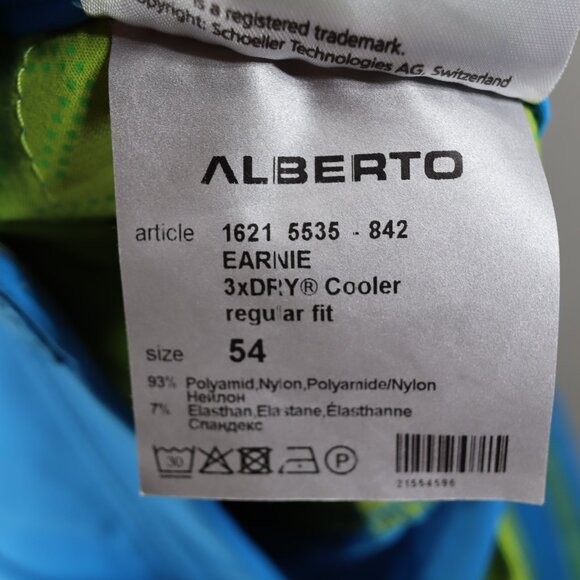 is a registered trademark.
Copyright: Schoeller Technologies AG, Switzerland
ALBERTO
article 1621 5535 - 842
EARNIE
3xDRY® Cooler
regular fit
size 54
93% Polyamid,Nylon,Polyamide/Nylon
Нейлон
7% Elasthan,Elastane,Élasthanne
Спандекс
30 P
21554596